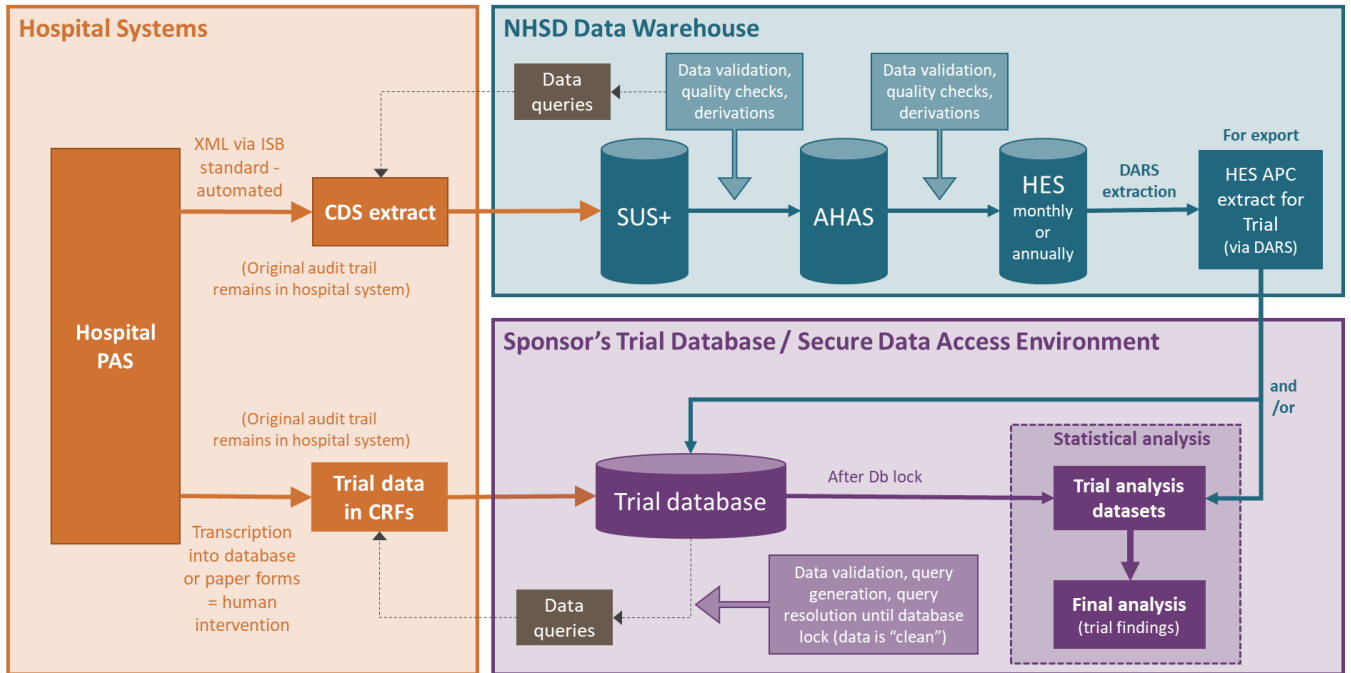 Hospital Systems
XML via ISB
standard -
automated
CDS extract
(Original audit trail
remains in hospital system)
Hospital
PAS
(Original audit trail
remains in hospital system)
Trial data
in CRFs
Transcription
into database
or paper forms
= human
intervention
NHSD Data Warehouse
Data
queries
Data validation,
quality checks,
derivations
Data validation,
quality checks,
derivations
SUS+
AHAS
HES
monthly
or
annually
DARS
extraction
For export
HES APC
extract for
Trial
(via DARS)
Sponsor's Trial Database / Secure Data Access Environment
and
/or
Trial database
After Db lock
Statistical analysis
Trial analysis
datasets
Final analysis
(trial findings)
Data
queries
Data validation, query
generation, query
resolution until database
lock (data is “clean”)